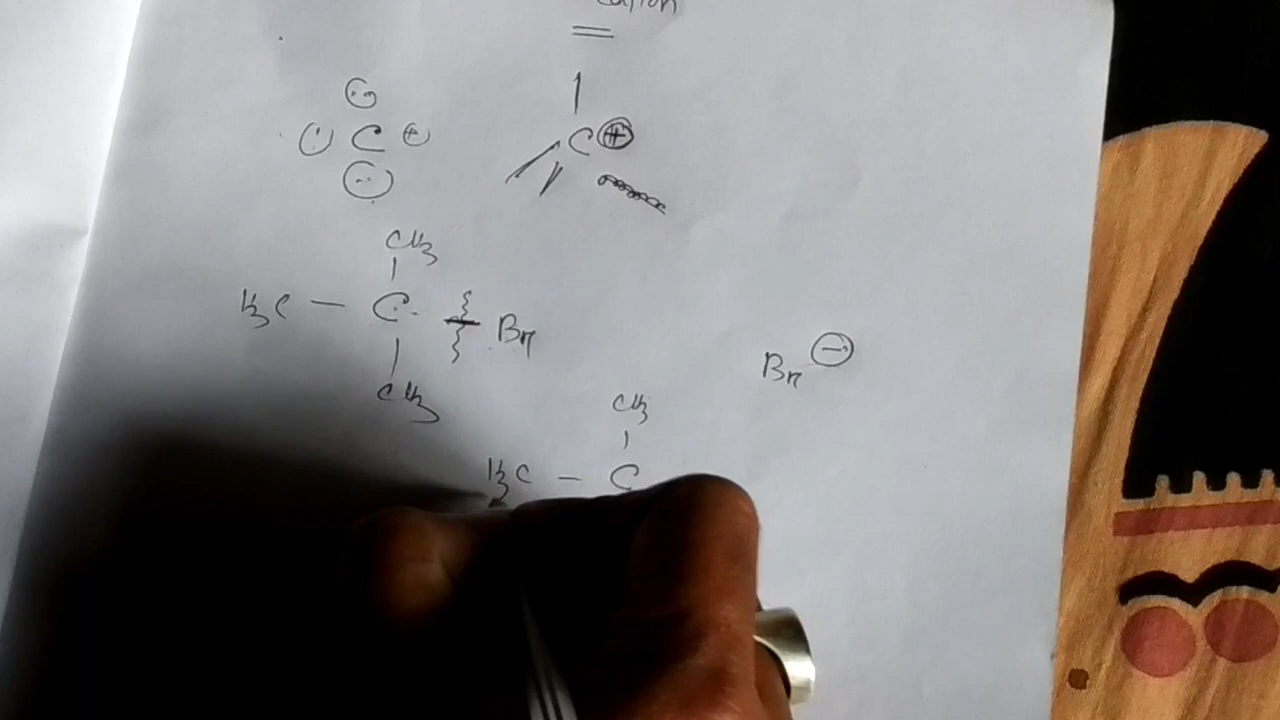 cation
C +
C +
CH3
H3C — C — Br
CH3
Br −
CH3
H3C — C